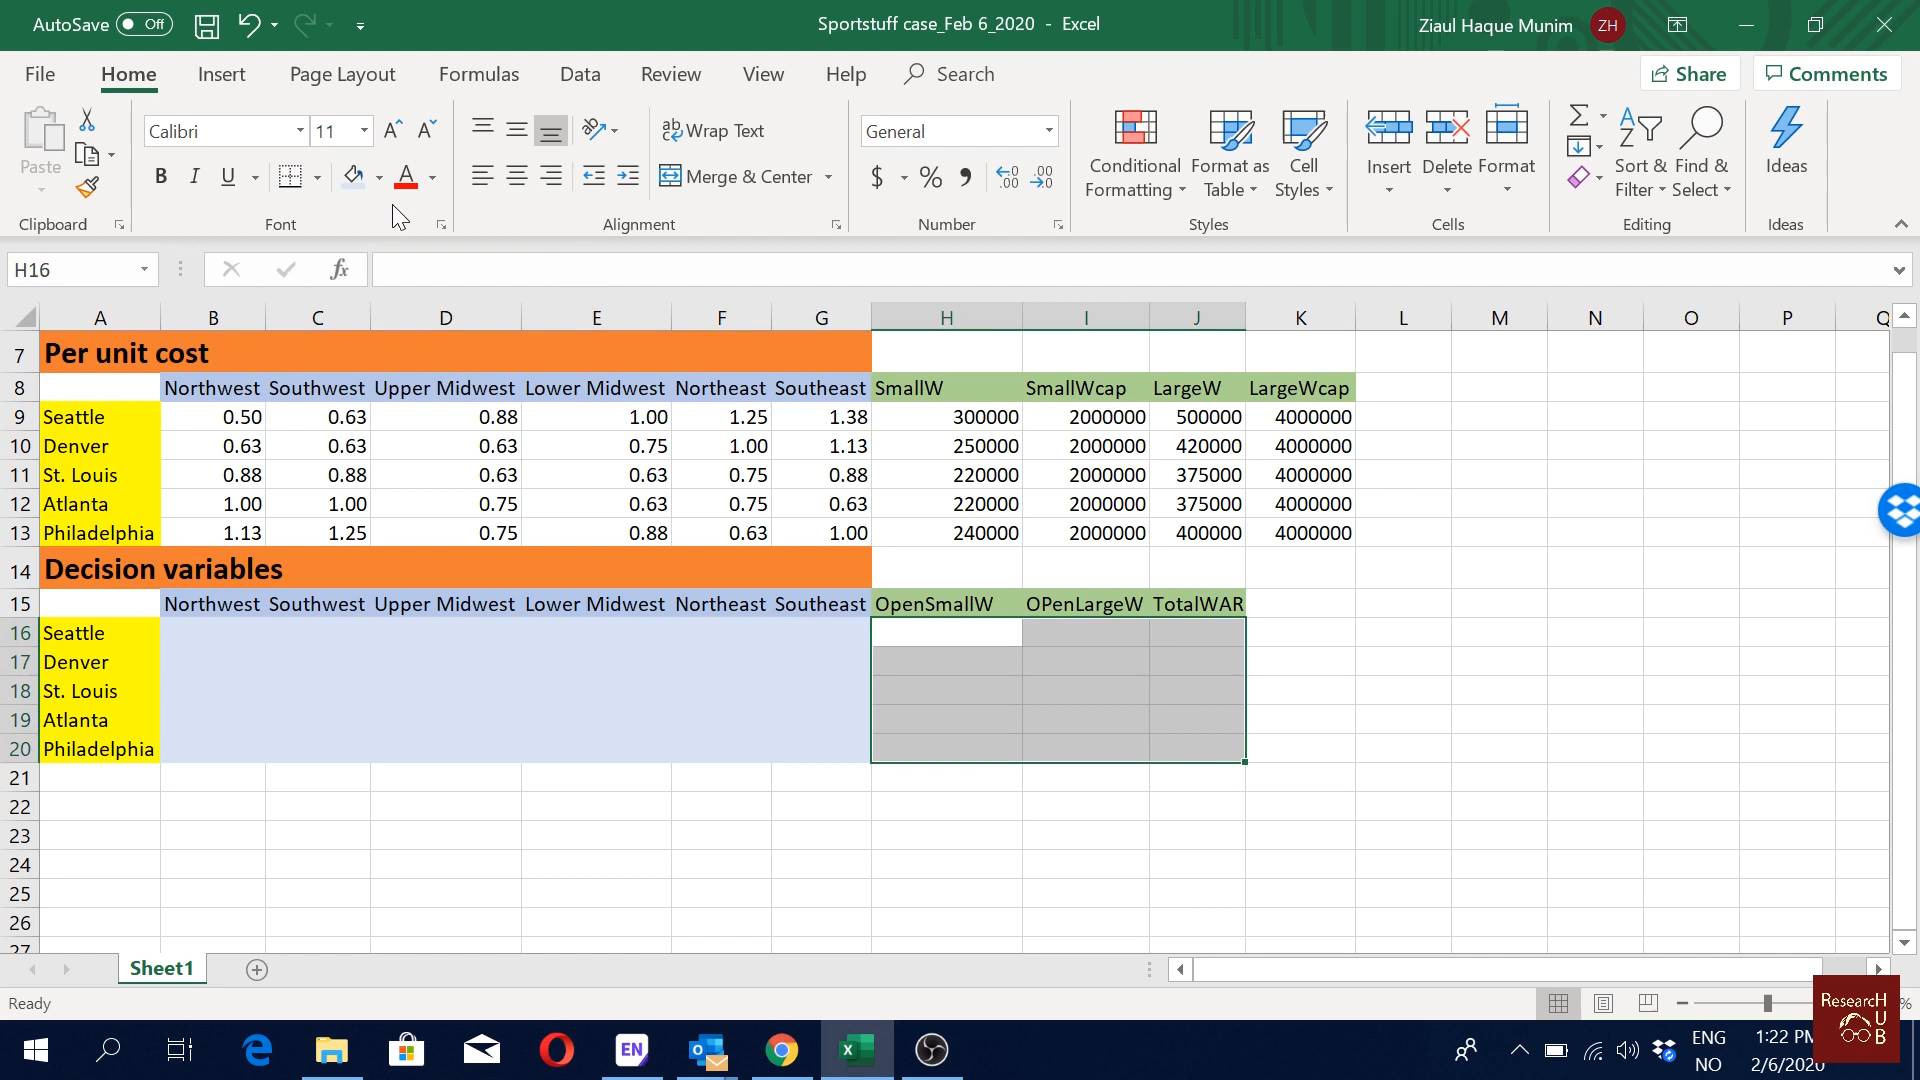 AutoSave Off Sportstuff case_Feb 6_2020 - Excel Ziaul Haque Munim ZH
File Home Insert Page Layout Formulas Data Review View Help Search Share Comments
Paste Calibri 11 Wrap Text General Conditional Formatting Format as Table Cell Styles Insert Delete Format Sort & Filter Find & Select Ideas
B I U Merge & Center $ %
Clipboard Font Alignment Number Styles Cells Editing Ideas
H16 fx
A B C D E F G H I J K L M N O P Q
7 Per unit cost
8 Northwest Southwest Upper Midwest Lower Midwest Northeast Southeast SmallW SmallWcap LargeW LargeWcap
9 Seattle 0.50 0.63 0.88 1.00 1.25 1.38 300000 2000000 500000 4000000
10 Denver 0.63 0.63 0.63 0.75 1.00 1.13 250000 2000000 420000 4000000
11 St. Louis 0.88 0.88 0.63 0.63 0.75 0.88 220000 2000000 375000 4000000
12 Atlanta 1.00 1.00 0.75 0.63 0.75 0.63 220000 2000000 375000 4000000
13 Philadelphia 1.13 1.25 0.75 0.88 0.63 1.00 240000 2000000 400000 4000000
14 Decision variables
15 Northwest Southwest Upper Midwest Lower Midwest Northeast Southeast OpenSmallW OPenLargeW TotalWAR
16 Seattle
17 Denver
18 St. Louis
19 Atlanta
20 Philadelphia
21
22
23
24
25
26
27
Sheet1
Ready %
ResearcH
U
B
EN ENG 1:22 PM
NO 2/6/2020